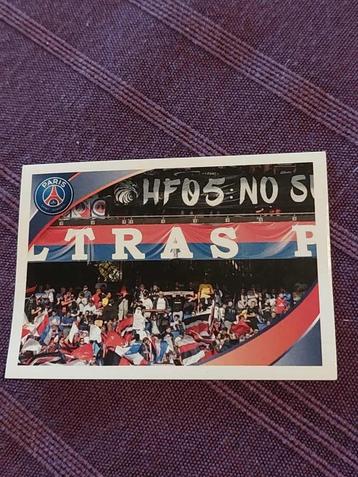 PARIS
HF05 NO SU
LTRAS P